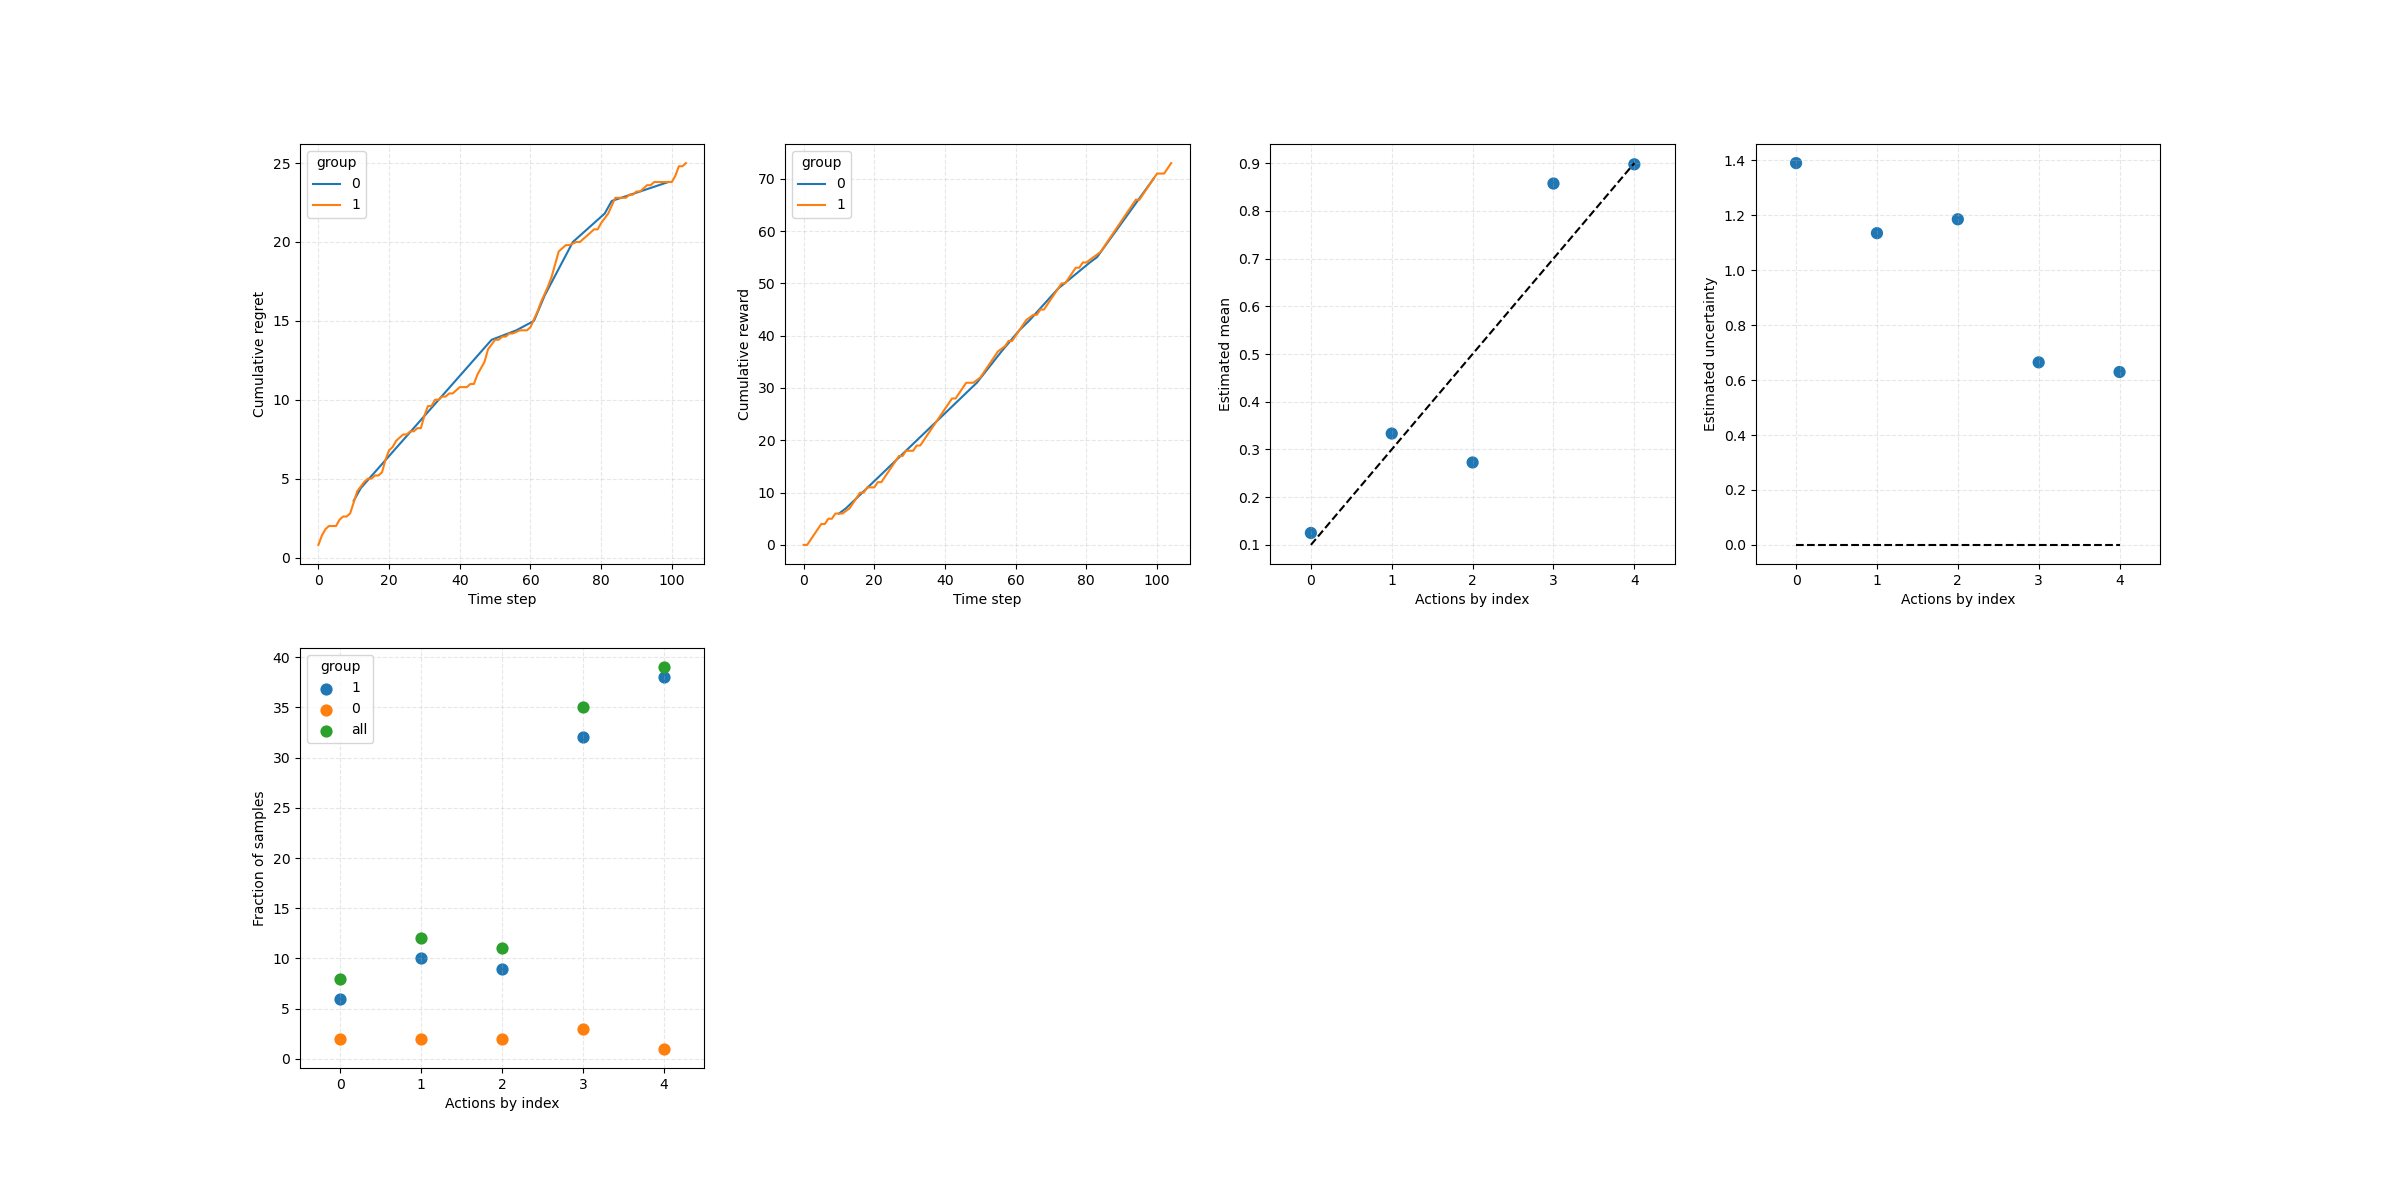 group
0
1
25
20
15
10
5
0
Cumulative regret
0 20 40 60 80 100
Time step
group
0
1
70
60
50
40
30
20
10
0
Cumulative reward
0 20 40 60 80 100
Time step
0.9
0.8
0.7
0.6
0.5
0.4
0.3
0.2
0.1
Estimated mean
0 1 2 3 4
Actions by index
1.4
1.2
1.0
0.8
0.6
0.4
0.2
0.0
Estimated uncertainty
0 1 2 3 4
Actions by index
group
1
0
all
40
35
30
25
20
15
10
5
0
Fraction of samples
0 1 2 3 4
Actions by index